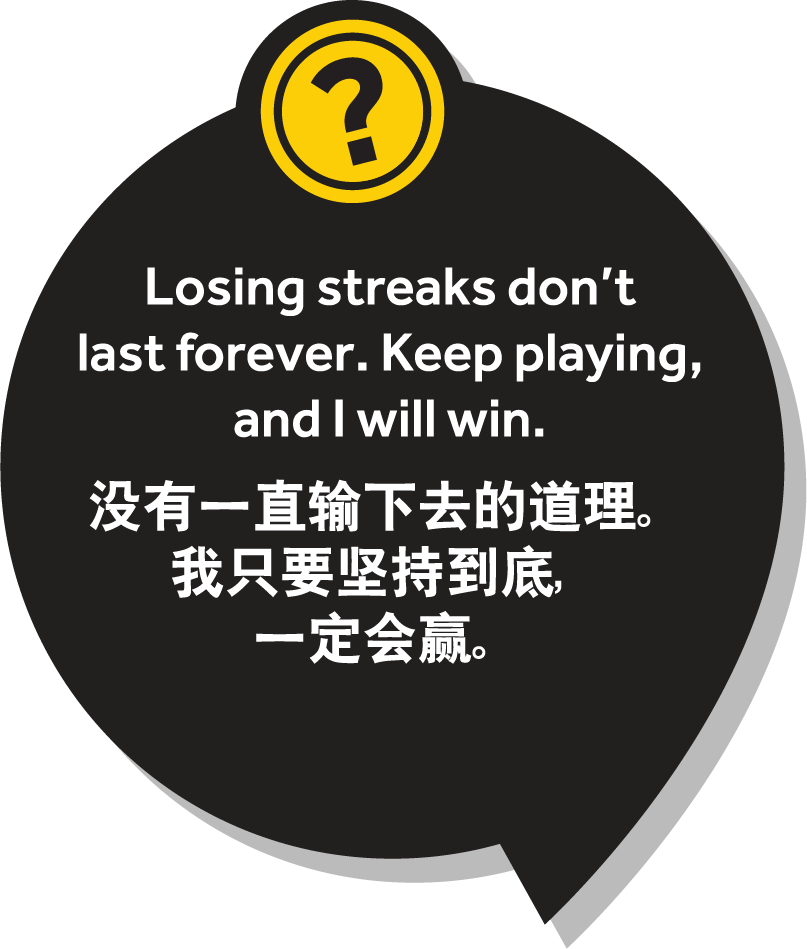 ?
Losing streaks don’t
last forever. Keep playing,
and I will win.
没有一直输下去的道理。
我只要坚持到底,
一定会赢。